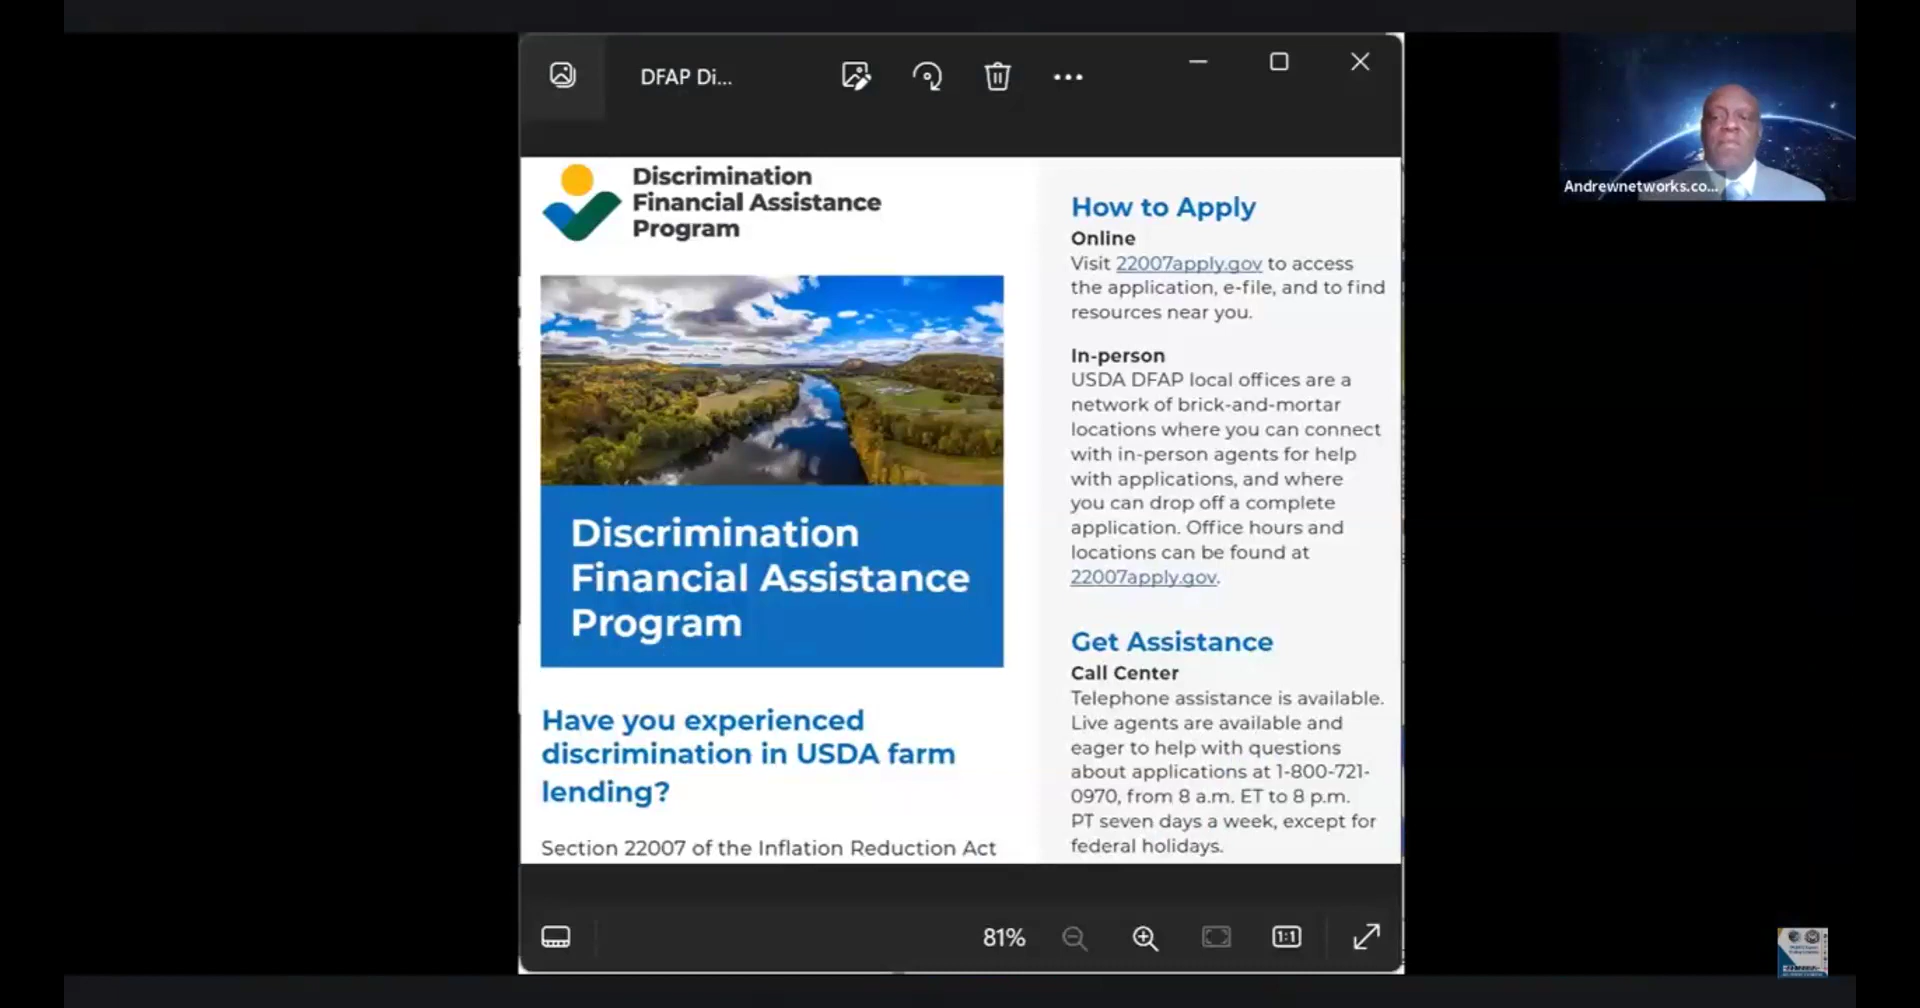 DFAP Di...
Discrimination
Financial Assistance
Program
Discrimination
Financial Assistance
Program
Have you experienced
discrimination in USDA farm
lending?
Section 22007 of the Inflation Reduction Act
How to Apply
Online
Visit 22007apply.gov to access
the application, e-file, and to find
resources near you.
In-person
USDA DFAP local offices are a
network of brick-and-mortar
locations where you can connect
with in-person agents for help
with applications, and where
you can drop off a complete
application. Office hours and
locations can be found at
22007apply.gov.
Get Assistance
Call Center
Telephone assistance is available.
Live agents are available and
eager to help with questions
about applications at 1-800-721-
0970, from 8 a.m. ET to 8 p.m.
PT seven days a week, except for
federal holidays.
81%
1:1
Andrewnetworks.co...